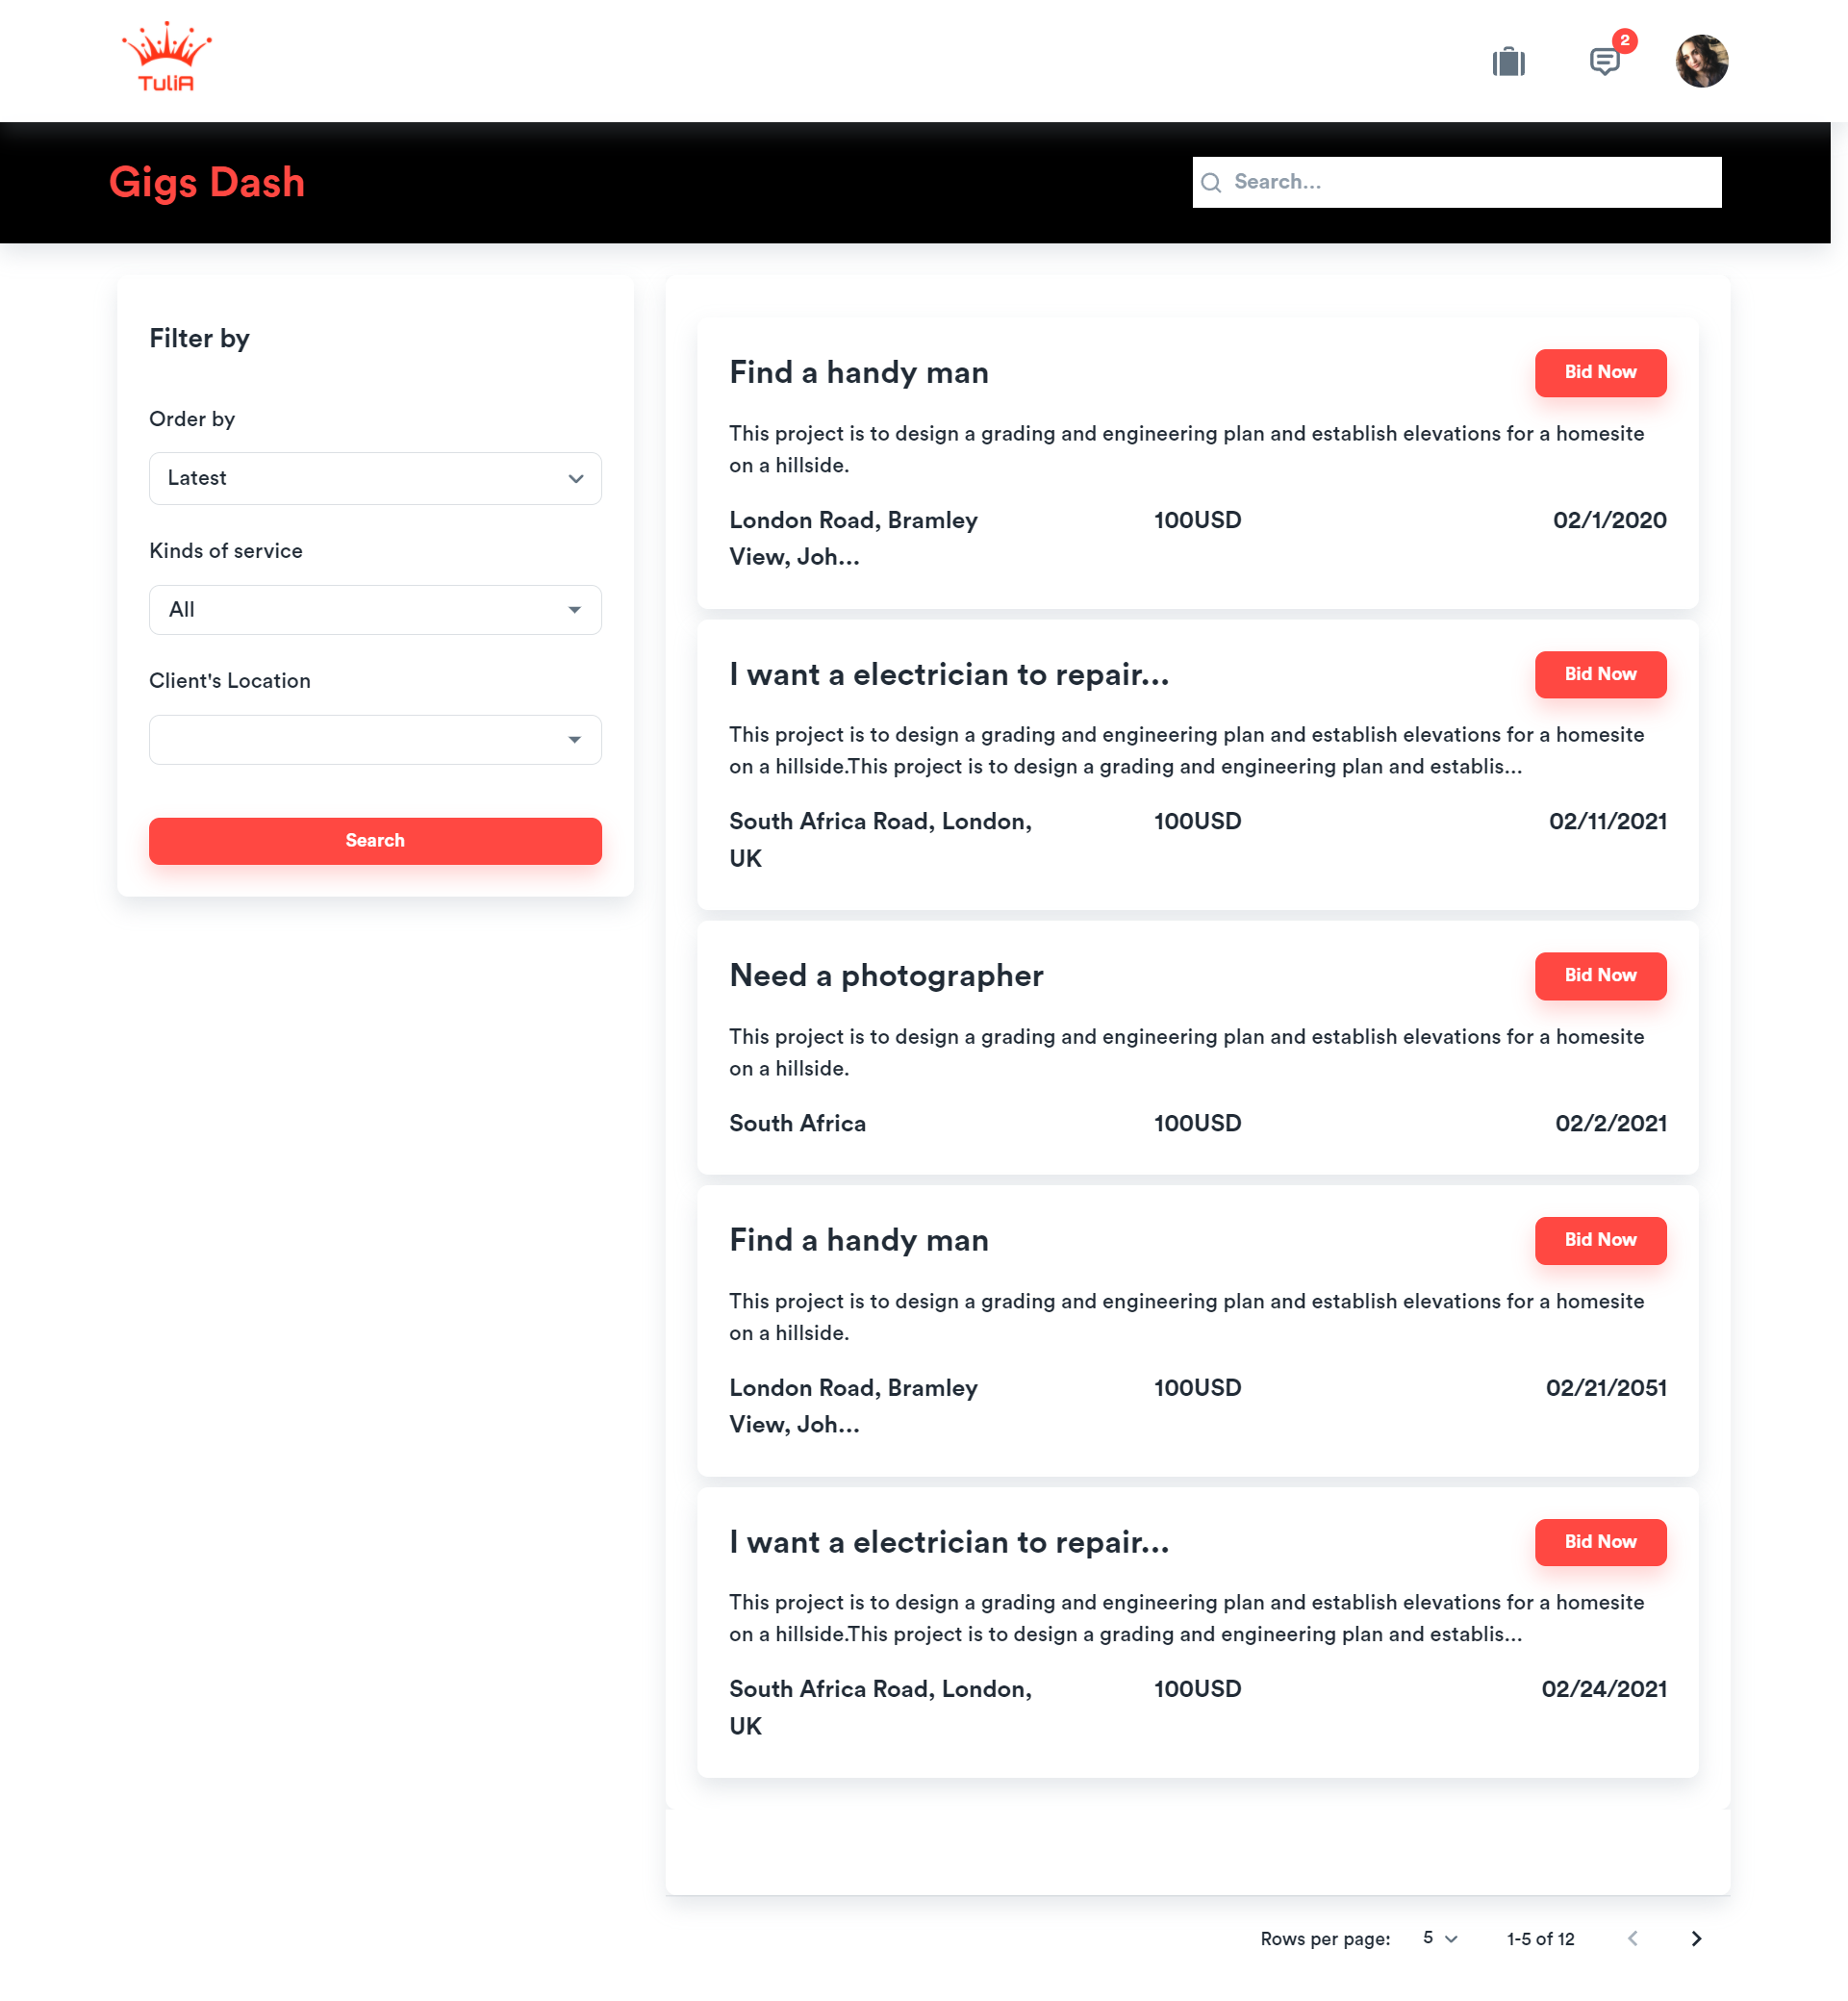 TuliA
2
Gigs Dash
Search...
Filter by
Order by
Latest
Kinds of service
All
Client's Location
Search
Find a handy man
Bid Now
This project is to design a grading and engineering plan and establish elevations for a homesite
on a hillside.
London Road, Bramley
View, Joh...
100USD
02/1/2020
I want a electrician to repair...
Bid Now
This project is to design a grading and engineering plan and establish elevations for a homesite
on a hillside.This project is to design a grading and engineering plan and establis...
South Africa Road, London,
UK
100USD
02/11/2021
Need a photographer
Bid Now
This project is to design a grading and engineering plan and establish elevations for a homesite
on a hillside.
South Africa
100USD
02/2/2021
Find a handy man
Bid Now
This project is to design a grading and engineering plan and establish elevations for a homesite
on a hillside.
London Road, Bramley
View, Joh...
100USD
02/21/2051
I want a electrician to repair...
Bid Now
This project is to design a grading and engineering plan and establish elevations for a homesite
on a hillside.This project is to design a grading and engineering plan and establis...
South Africa Road, London,
UK
100USD
02/24/2021
Rows per page:
5
1-5 of 12